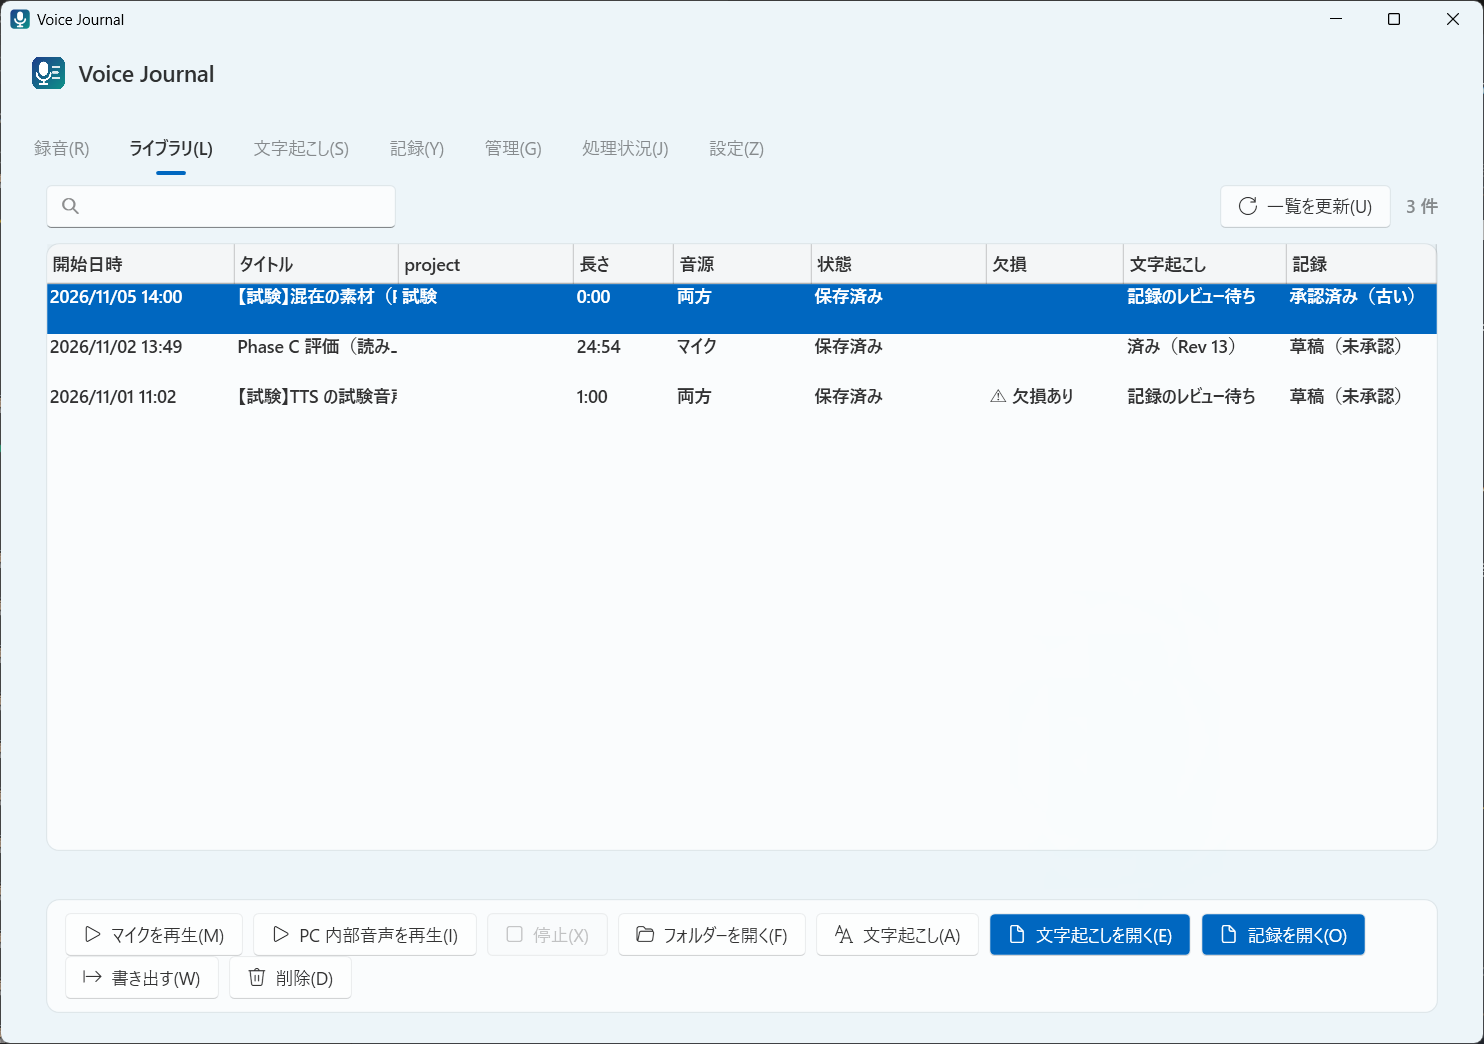 Voice Journal
Voice Journal
録音(R) ライブラリ(L) 文字起こし(S) 記録(Y) 管理(G) 処理状況(J) 設定(Z)
一覧を更新(U) 3 件
開始日時 タイトル project 長さ 音源 状態 欠損 文字起こし 記録
2026/11/05 14:00 【試験】混在の素材（ 試験 0:00 両方 保存済み 記録のレビュー待ち 承認済み（古い）
2026/11/02 13:49 Phase C 評価（読み 24:54 マイク 保存済み 済み（Rev 13） 草稿（未承認）
2026/11/01 11:02 【試験】TTS の試験音 1:00 両方 保存済み ⚠ 欠損あり 記録のレビュー待ち 草稿（未承認）
マイクを再生(M) PC 内部音声を再生(I) 停止(X) フォルダーを開く(F) 文字起こし(A) 文字起こしを開く(E) 記録を開く(O)
書き出す(W) 削除(D)